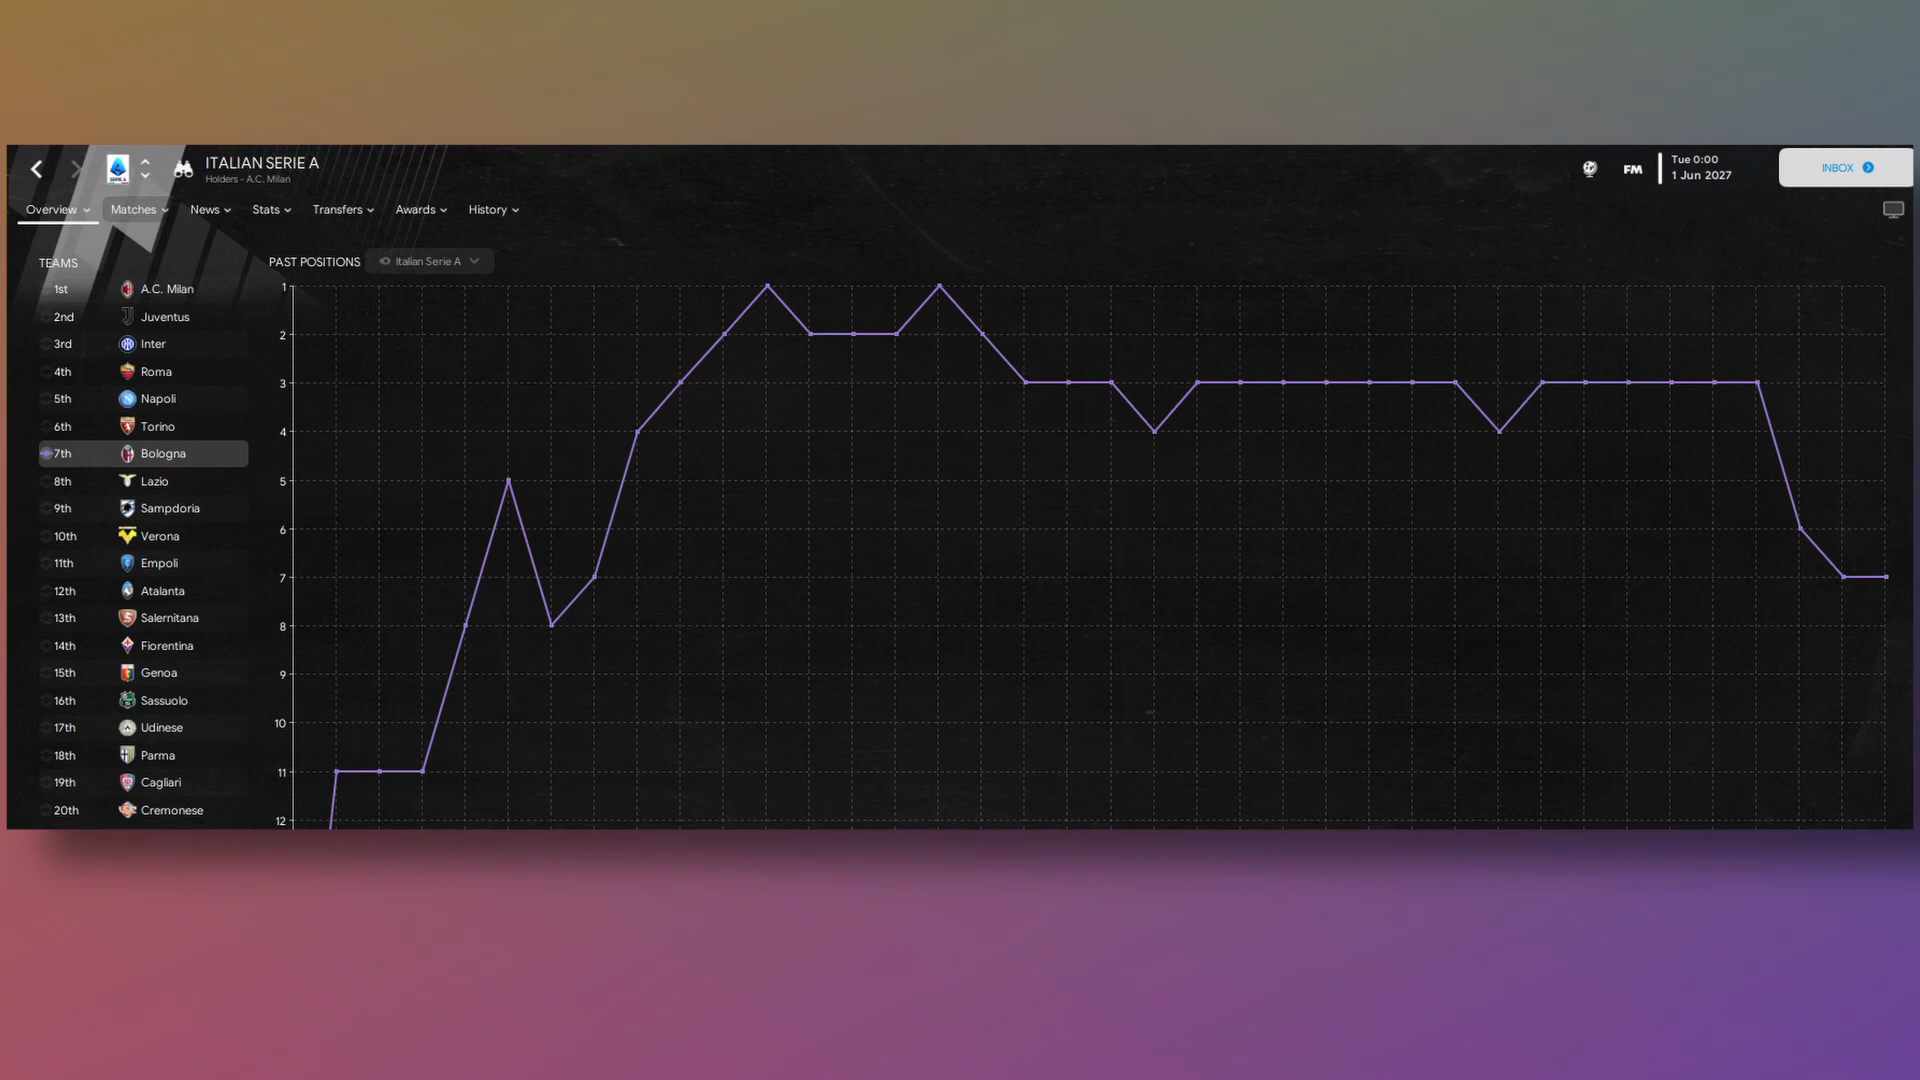 ITALIAN SERIE A
Holders - A.C. Milan
FM
Tue 0:00
1 Jun 2027
INBOX
Overview
Matches
News
Stats
Transfers
Awards
History
TEAMS
1st A.C. Milan
2nd Juventus
3rd Inter
4th Roma
5th Napoli
6th Torino
7th Bologna
8th Lazio
9th Sampdoria
10th Verona
11th Empoli
12th Atalanta
13th Salernitana
14th Fiorentina
15th Genoa
16th Sassuolo
17th Udinese
18th Parma
19th Cagliari
20th Cremonese
PAST POSITIONS
Italian Serie A
1
2
3
4
5
6
7
8
9
10
11
12